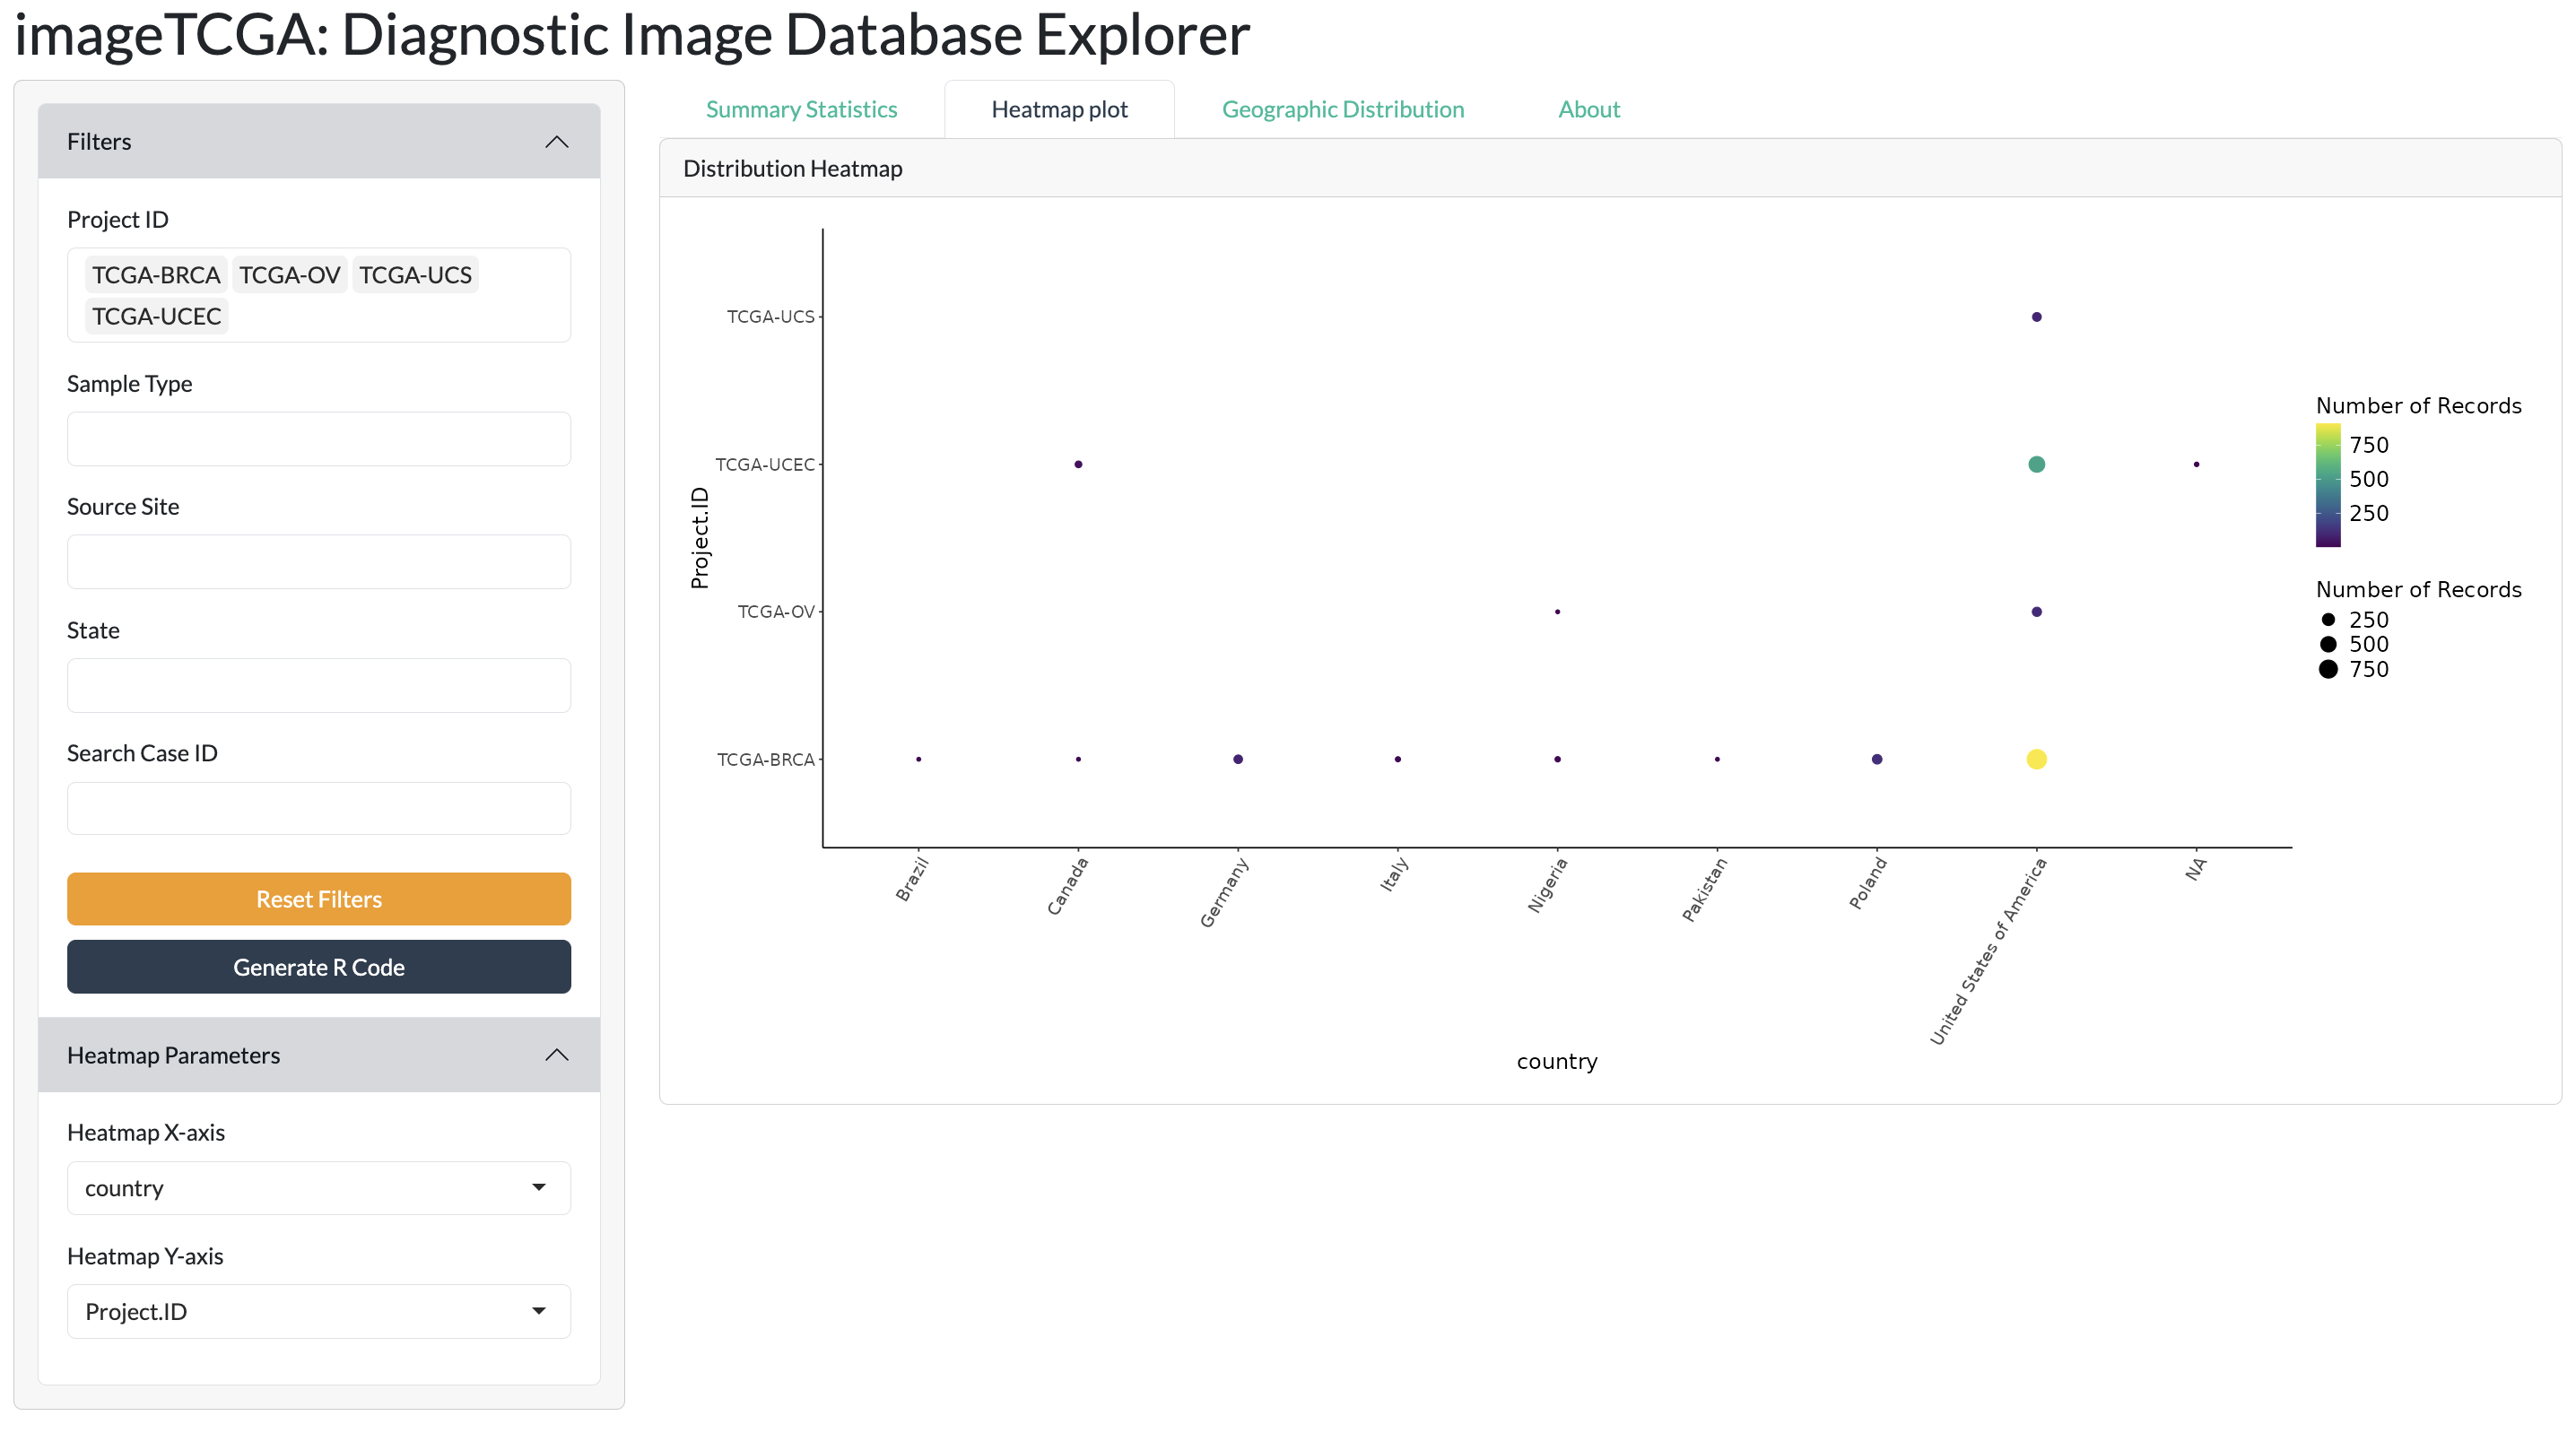 imageTCGA: Diagnostic Image Database Explorer
Filters
Project ID
TCGA-BRCA TCGA-OV TCGA-UCS
TCGA-UCEC
Sample Type
Source Site
State
Search Case ID
Reset Filters
Generate R Code
Heatmap Parameters
Heatmap X-axis
country
Heatmap Y-axis
Project.ID
Summary Statistics Heatmap plot Geographic Distribution About
Distribution Heatmap
Project.ID
TCGA-UCS
TCGA-UCEC
TCGA-OV
TCGA-BRCA
Brazil
Canada
Germany
Italy
Nigeria
Pakistan
Poland
United States of America
NA
country
Number of Records
750
500
250
Number of Records
250
500
750